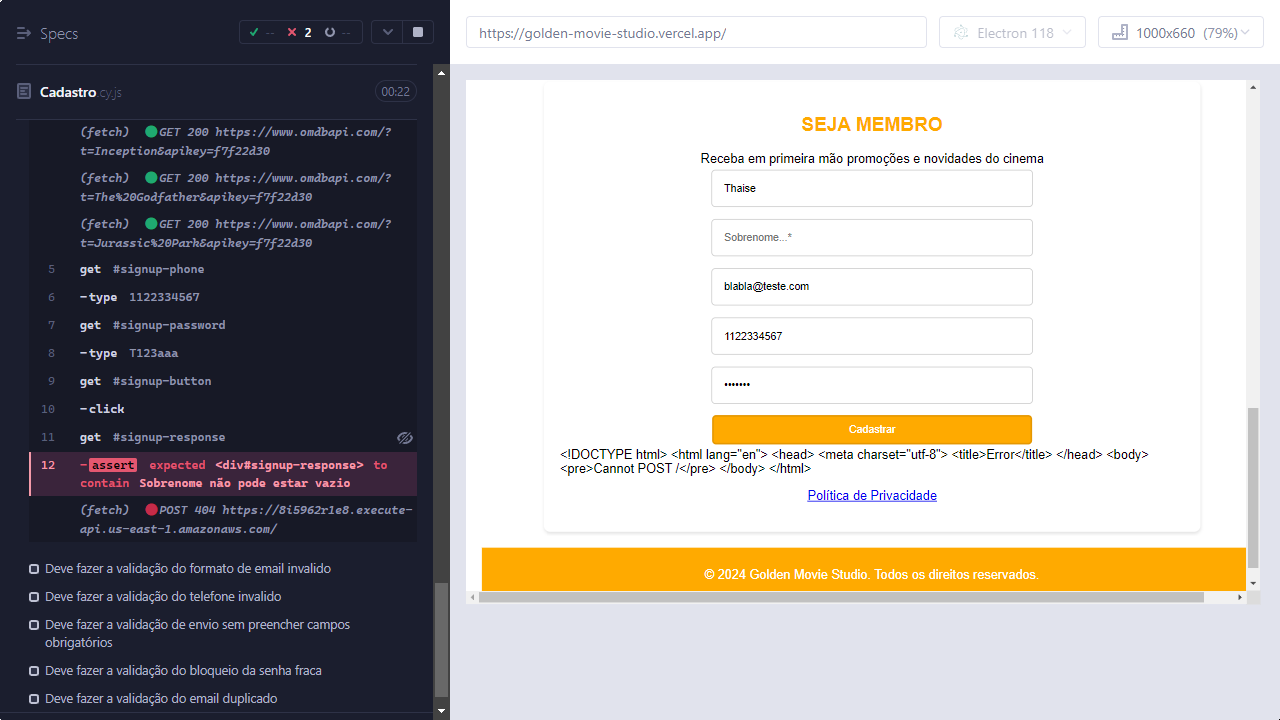 Specs
-- 2 --
Cadastro.cy.js
00:22
(fetch) GET 200 https://www.omdbapi.com/?
t=Inception&apikey=f7f22d30
(fetch) GET 200 https://www.omdbapi.com/?
t=The%20Godfather&apikey=f7f22d30
(fetch) GET 200 https://www.omdbapi.com/?
t=Jurassic%20Park&apikey=f7f22d30
5 get #signup-phone
6 -type 1122334567
7 get #signup-password
8 -type T123aaa
9 get #signup-button
10 -click
11 get #signup-response
12 -assert expected <div#signup-response> to
contain Sobrenome não pode estar vazio
(fetch) POST 404 https://8i5962r1e8.execute-
api.us-east-1.amazonaws.com/
Deve fazer a validação do formato de email invalido
Deve fazer a validação do telefone invalido
Deve fazer a validação de envio sem preencher campos
obrigatórios
Deve fazer a validação do bloqueio da senha fraca
Deve fazer a validação do email duplicado
https://golden-movie-studio.vercel.app/
Electron 118
1000x660 (79%)
SEJA MEMBRO
Receba em primeira mão promoções e novidades do cinema
Thaise
Sobrenome...*
blabla@teste.com
1122334567
•••••••
Cadastrar
<!DOCTYPE html> <html lang="en"> <head> <meta charset="utf-8"> <title>Error</title> </head> <body>
<pre>Cannot POST /</pre> </body> </html>
Política de Privacidade
© 2024 Golden Movie Studio. Todos os direitos reservados.